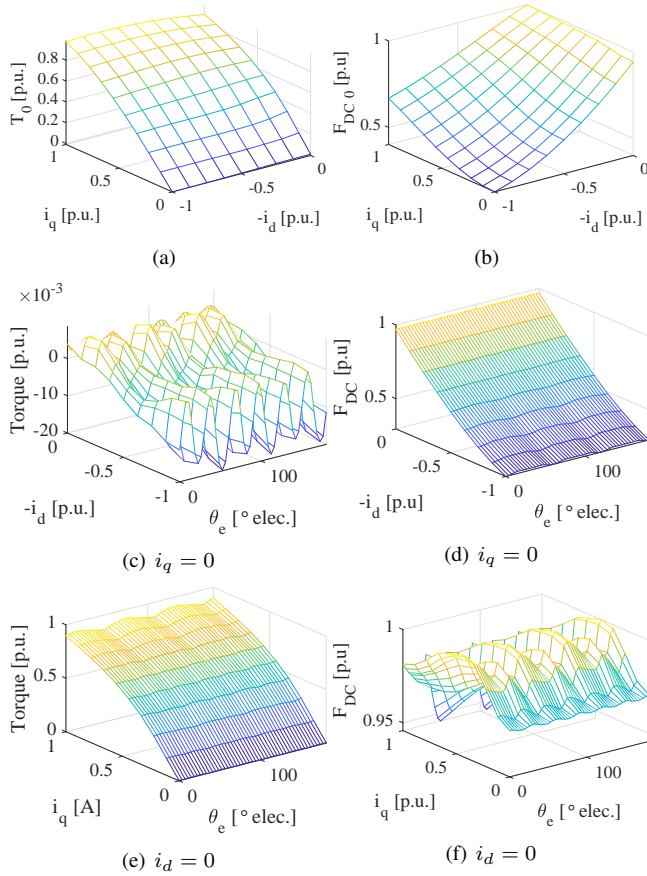 T_0 [p.u.]
0.8
0.6
0.4
0.2
0
1
0.5
0
-1
-0.5
0
i_q [p.u.]
-i_d [p.u.]
(a)
F_DC 0 [p.u]
1
0.5
1
0.5
0
-1
-0.5
0
i_q [p.u.]
-i_d [p.u.]
(b)
×10^-3
Torque [p.u.]
0
-10
-20
0
-0.5
-1
0
100
-i_d [p.u.]
θ_e [° elec.]
(c) i_q = 0
F_DC [p.u]
1
0.5
0
-0.5
-1
0
100
-i_d [p.u]
θ_e [° elec.]
(d) i_q = 0
Torque [p.u.]
1
0.5
0
1
0.5
0
0
100
i_q [A]
θ_e [° elec.]
(e) i_d = 0
F_DC [p.u]
1
0.95
1
0.5
0
0
100
i_q [p.u.]
θ_e [° elec.]
(f) i_d = 0